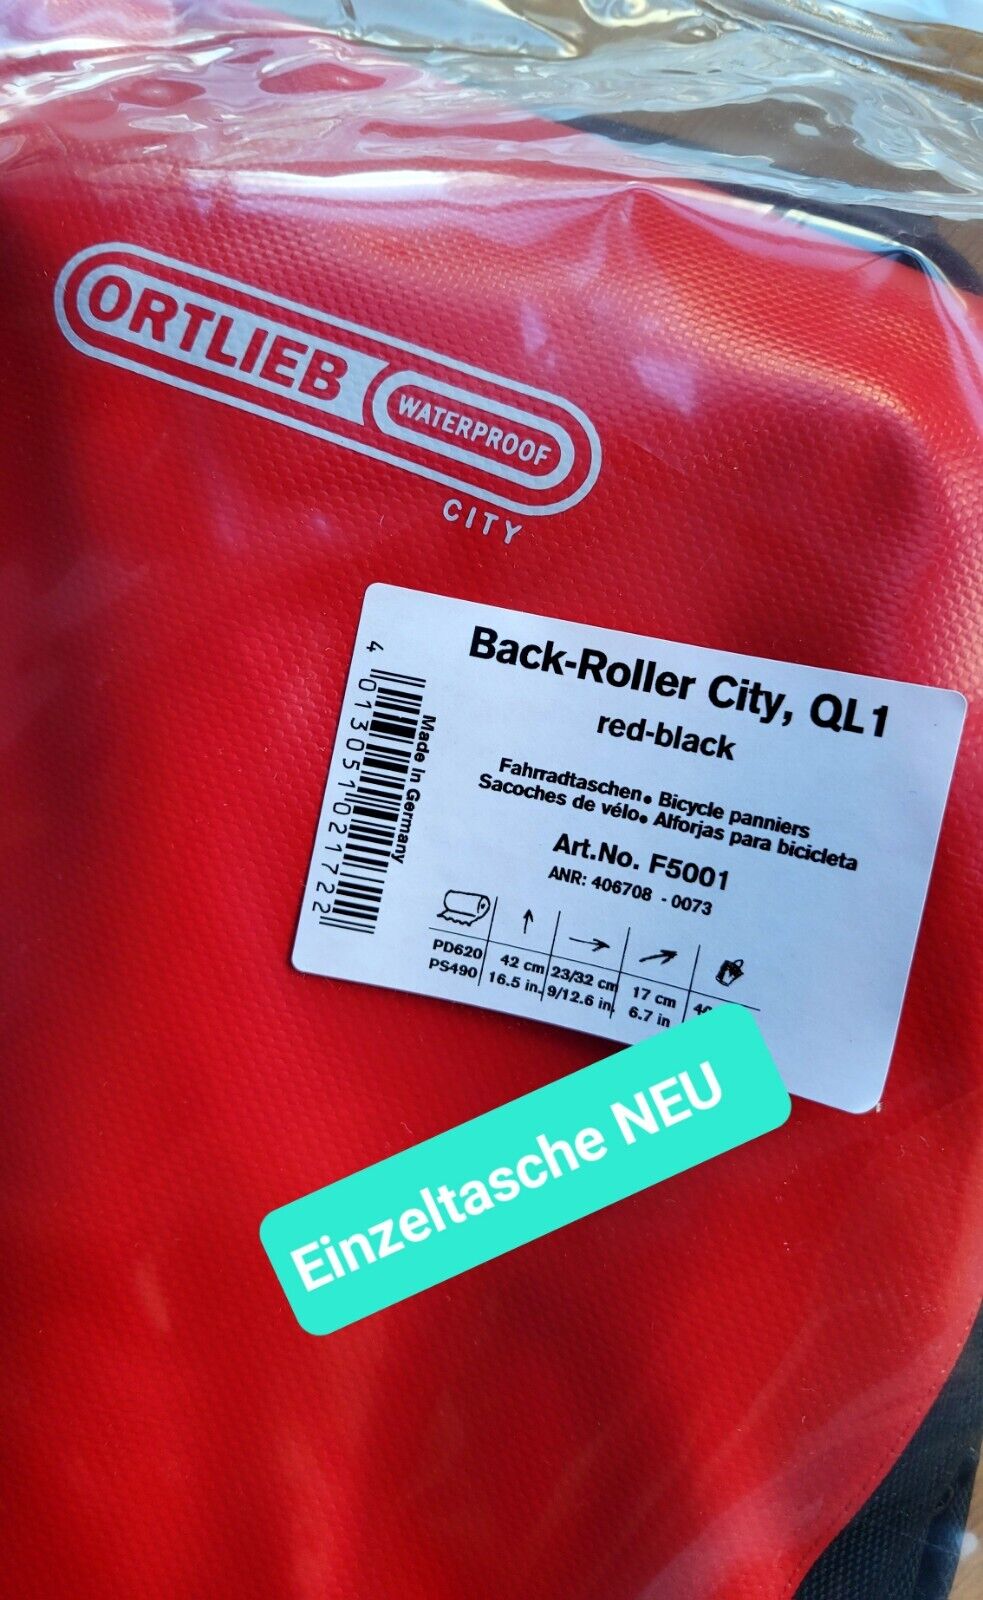 ORTLIEB
WATERPROOF
CITY
Back-Roller City, QL1
red-black
Fahrradtaschen • Bicycle panniers
Sacoches de vélo • Alforjas para bicicleta
Art.No. F5001
ANR: 406708 - 0073
Made in Germany
4 013051 021722
PD620
PS490
42 cm
16.5 in.
23/32 cm
9/12.6 in.
17 cm
6.7 in
Einzeltasche NEU